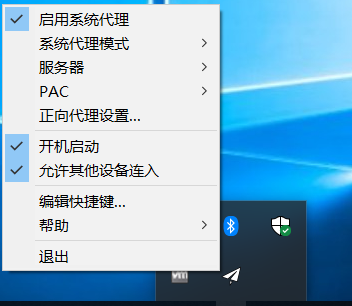 启用系统代理
系统代理模式
服务器
PAC
正向代理设置...
开机启动
允许其他设备连入
编辑快捷键...
帮助
退出
vm